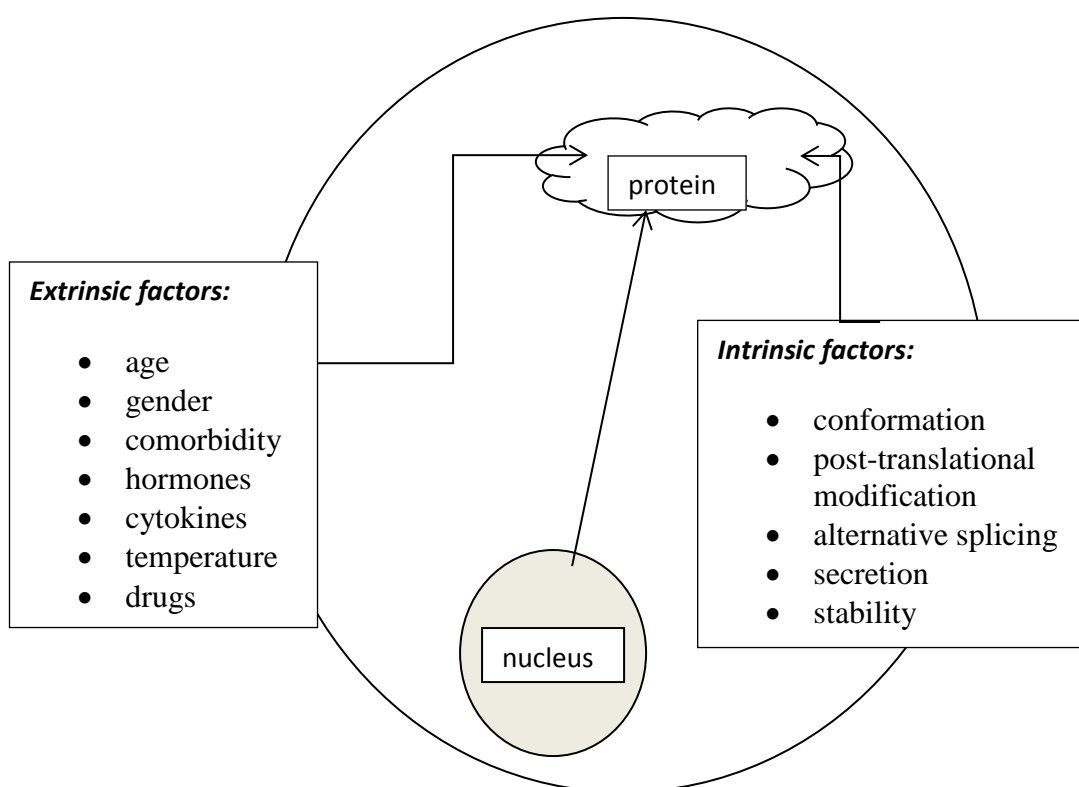 protein
Extrinsic factors:
• age
• gender
• comorbidity
• hormones
• cytokines
• temperature
• drugs
Intrinsic factors:
• conformation
• post-translational
modification
• alternative splicing
• secretion
• stability
nucleus